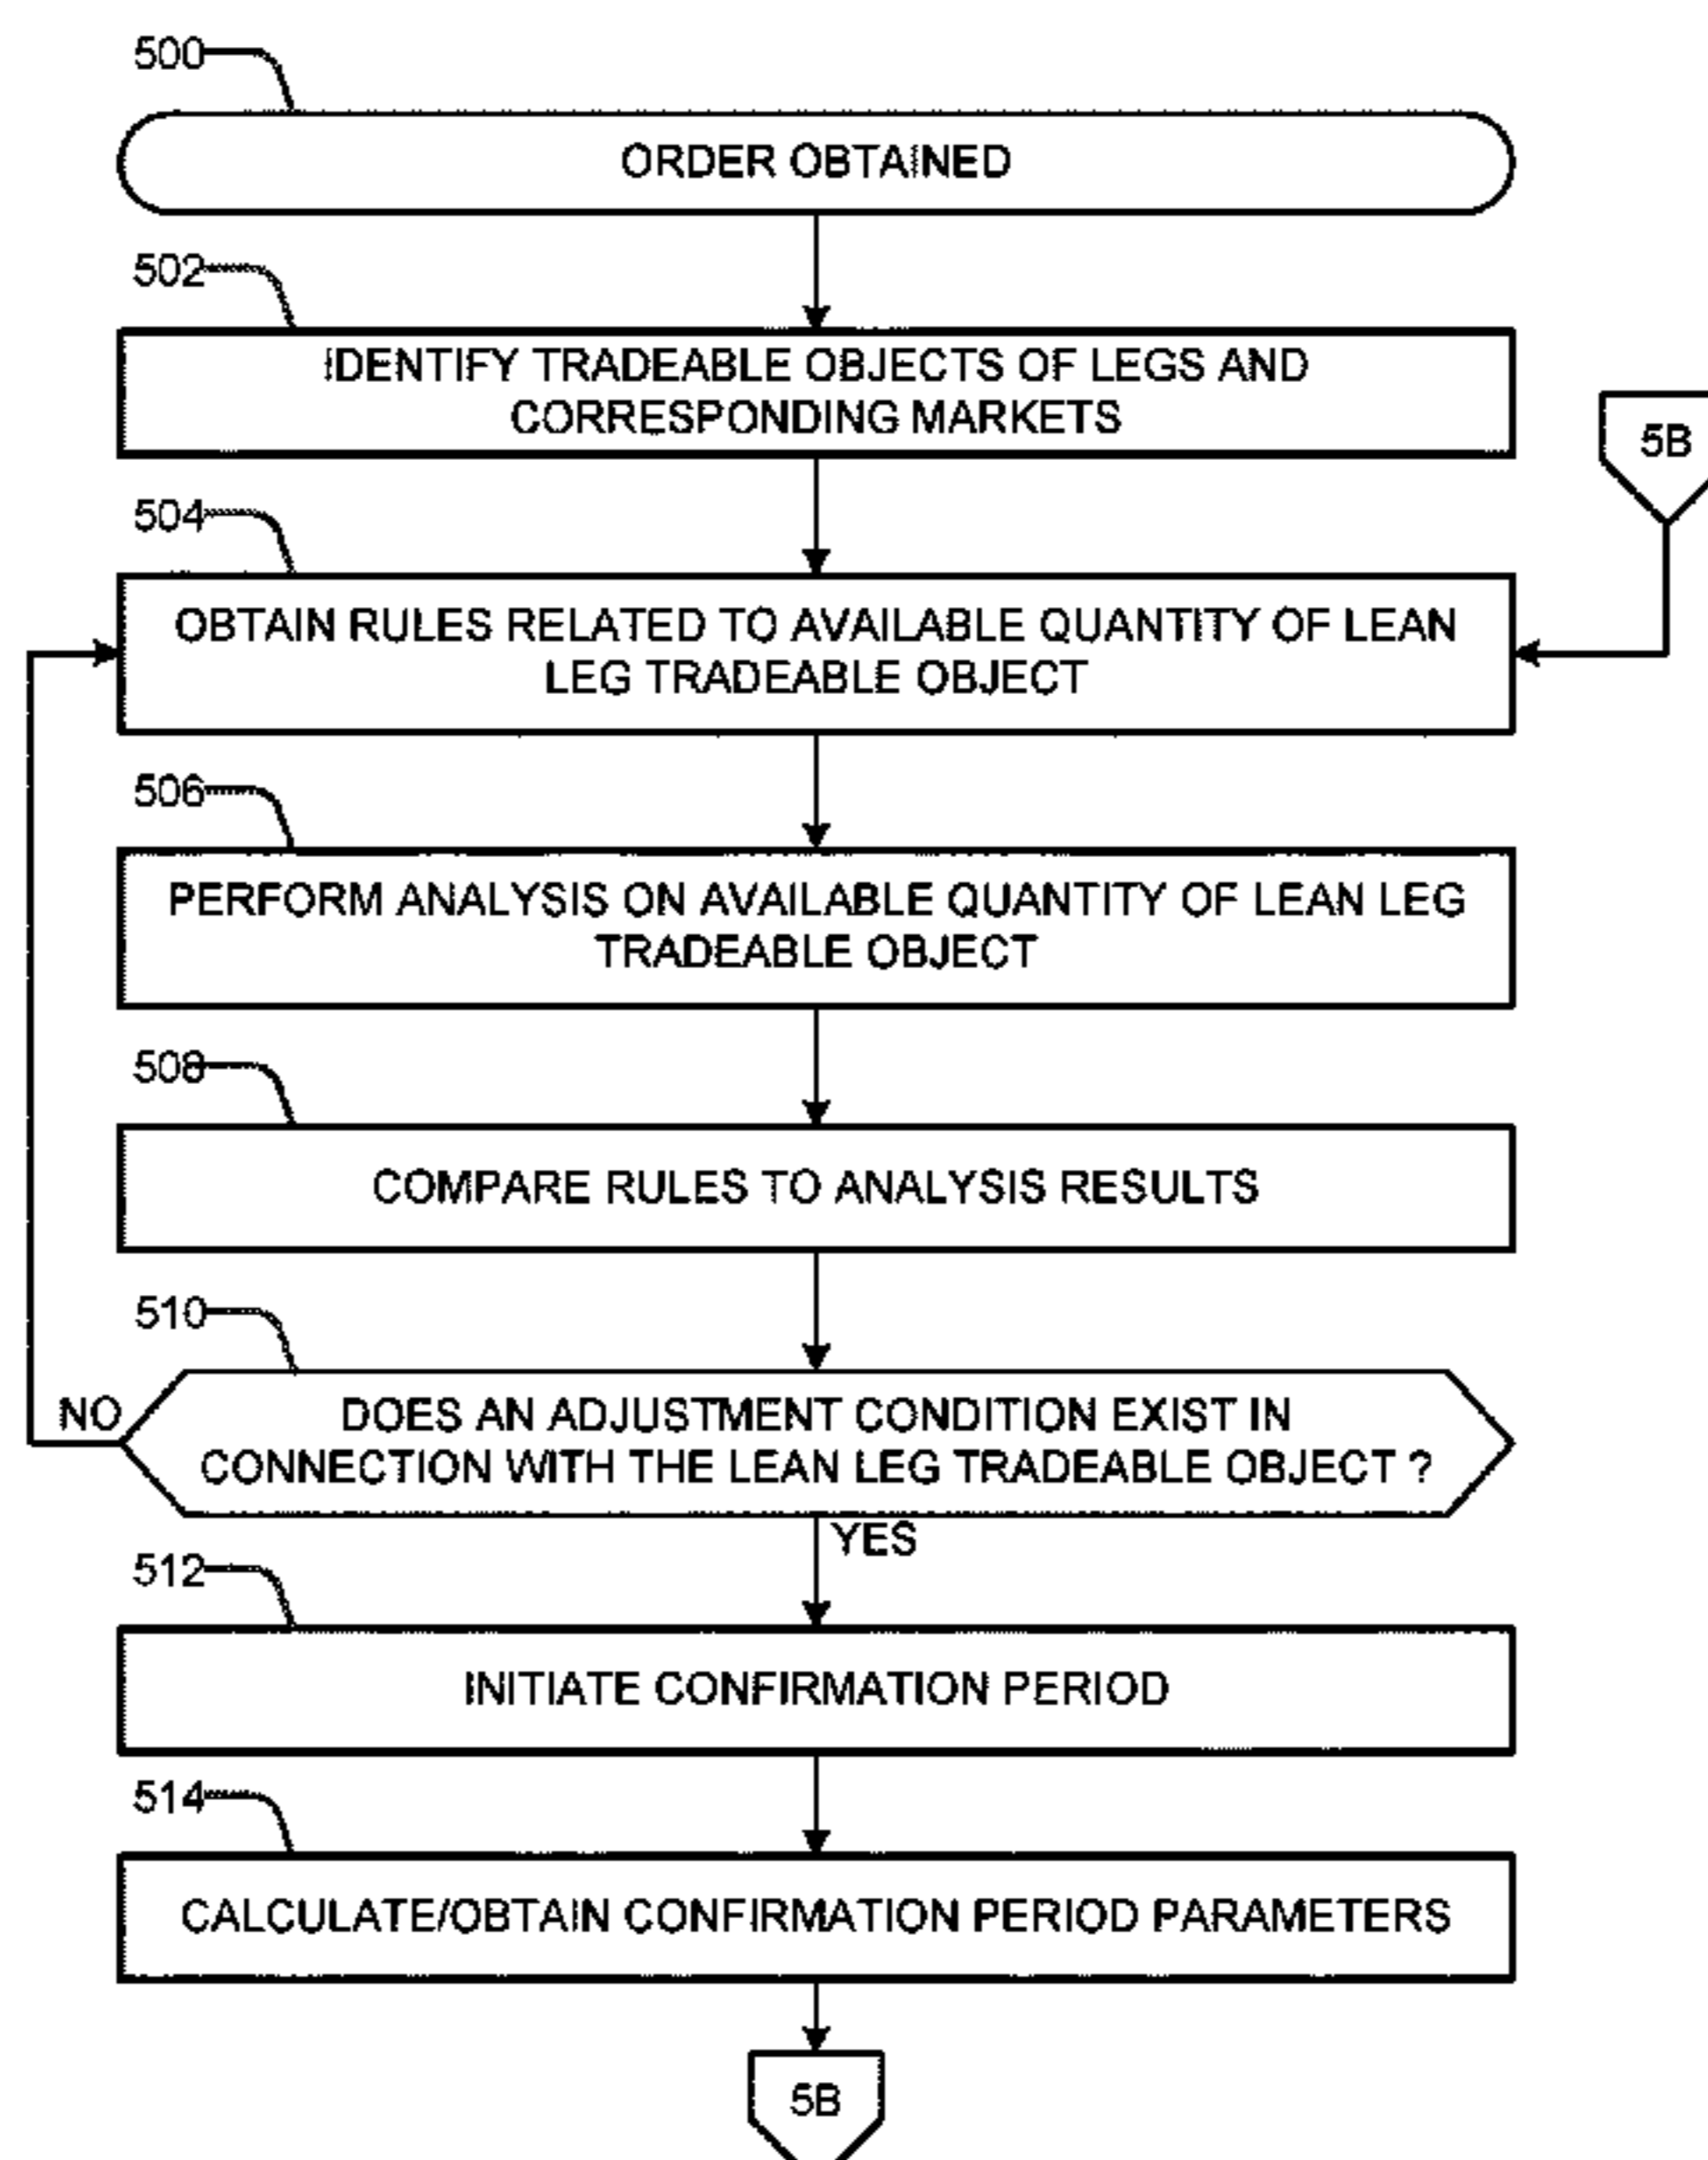 500
ORDER OBTAINED
502
IDENTIFY TRADEABLE OBJECTS OF LEGS AND
CORRESPONDING MARKETS
5B
504
OBTAIN RULES RELATED TO AVAILABLE QUANTITY OF LEAN
LEG TRADEABLE OBJECT
506
PERFORM ANALYSIS ON AVAILABLE QUANTITY OF LEAN LEG
TRADEABLE OBJECT
508
COMPARE RULES TO ANALYSIS RESULTS
510
NO
DOES AN ADJUSTMENT CONDITION EXIST IN
CONNECTION WITH THE LEAN LEG TRADEABLE OBJECT ?
YES
512
INITIATE CONFIRMATION PERIOD
514
CALCULATE/OBTAIN CONFIRMATION PERIOD PARAMETERS
5B